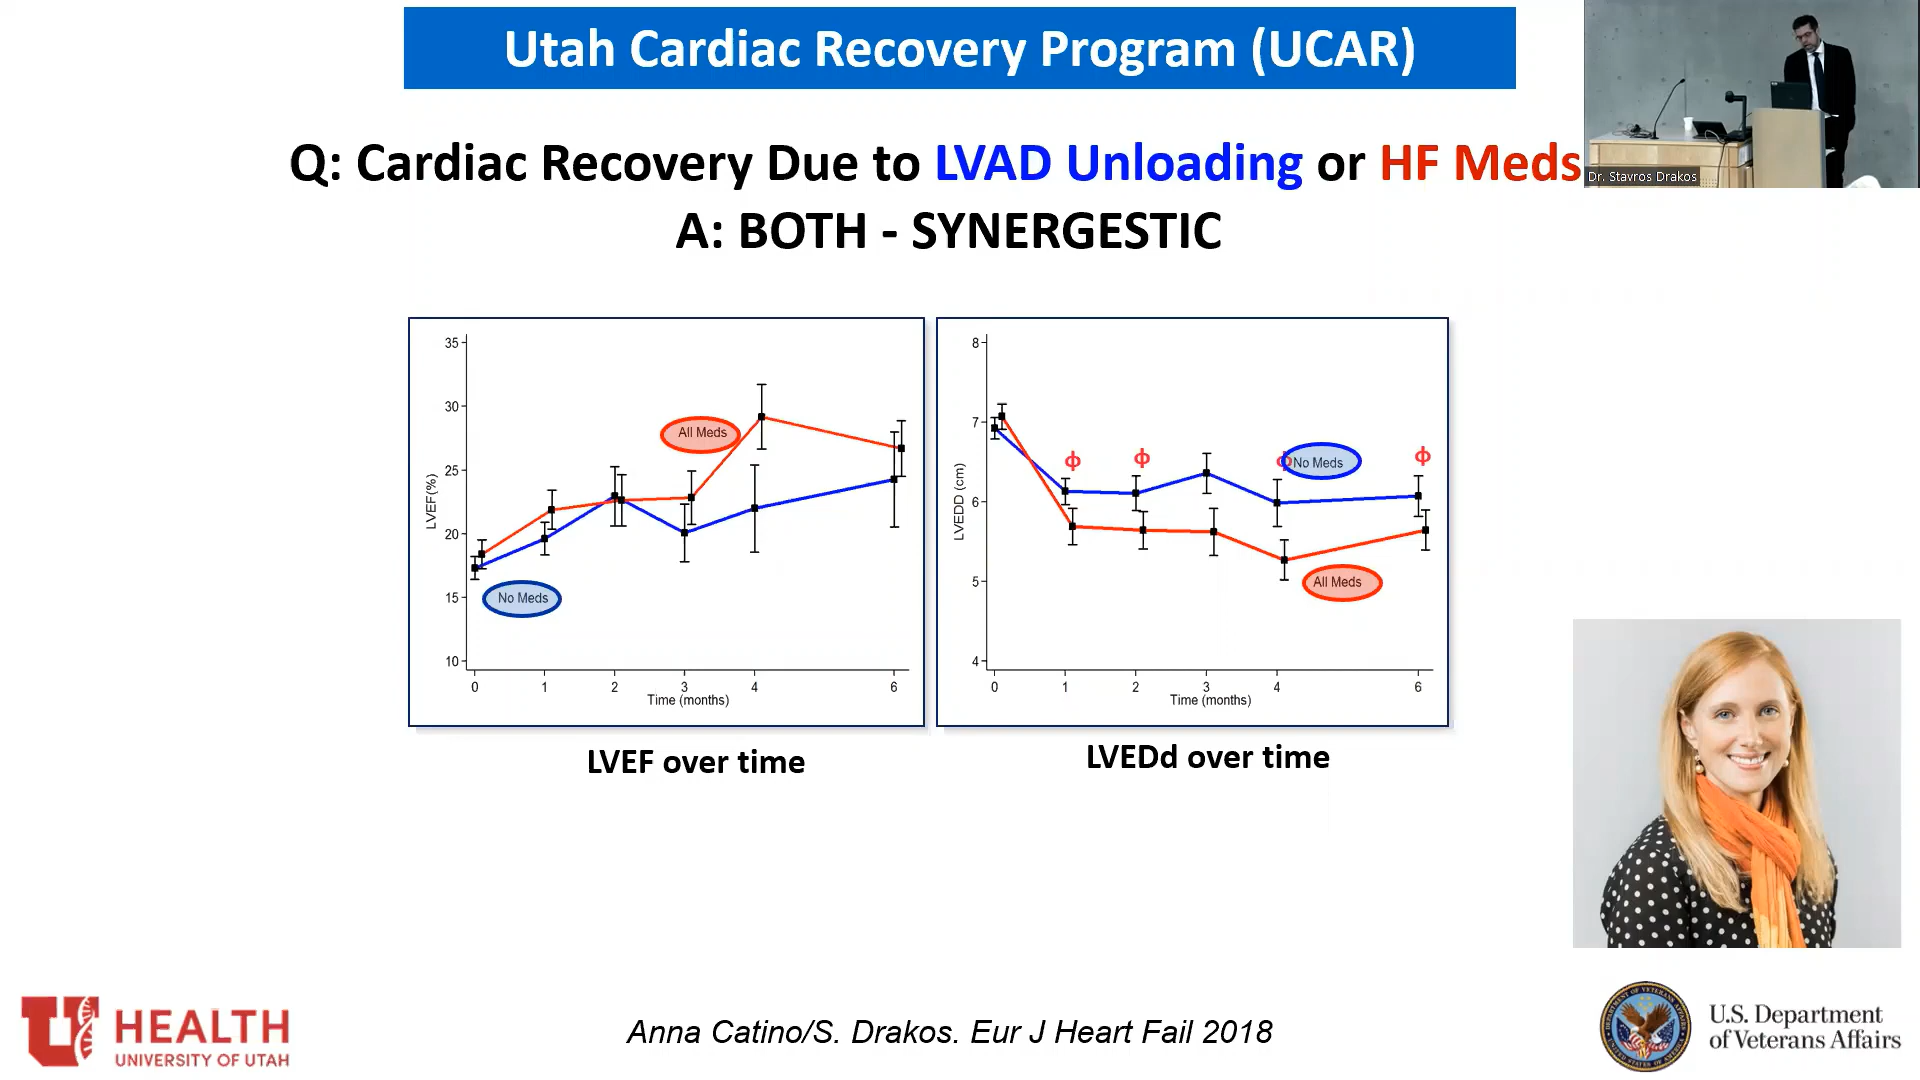 Utah Cardiac Recovery Program (UCAR)
Q: Cardiac Recovery Due to LVAD Unloading or HF Meds
A: BOTH - SYNERGESTIC
Dr. Stavros Drakos
35
30
25
20
15
10
LVEF(%)
All Meds
No Meds
0 1 2 3 4 6
Time (months)
8
7
6
5
4
LVEDD (cm)
ɸ ɸ ɸ ɸ
No Meds
All Meds
0 1 2 3 4 6
Time (months)
LVEF over time
LVEDd over time
U HEALTH
UNIVERSITY OF UTAH
Anna Catino/S. Drakos. Eur J Heart Fail 2018
U.S. Department
of Veterans Affairs